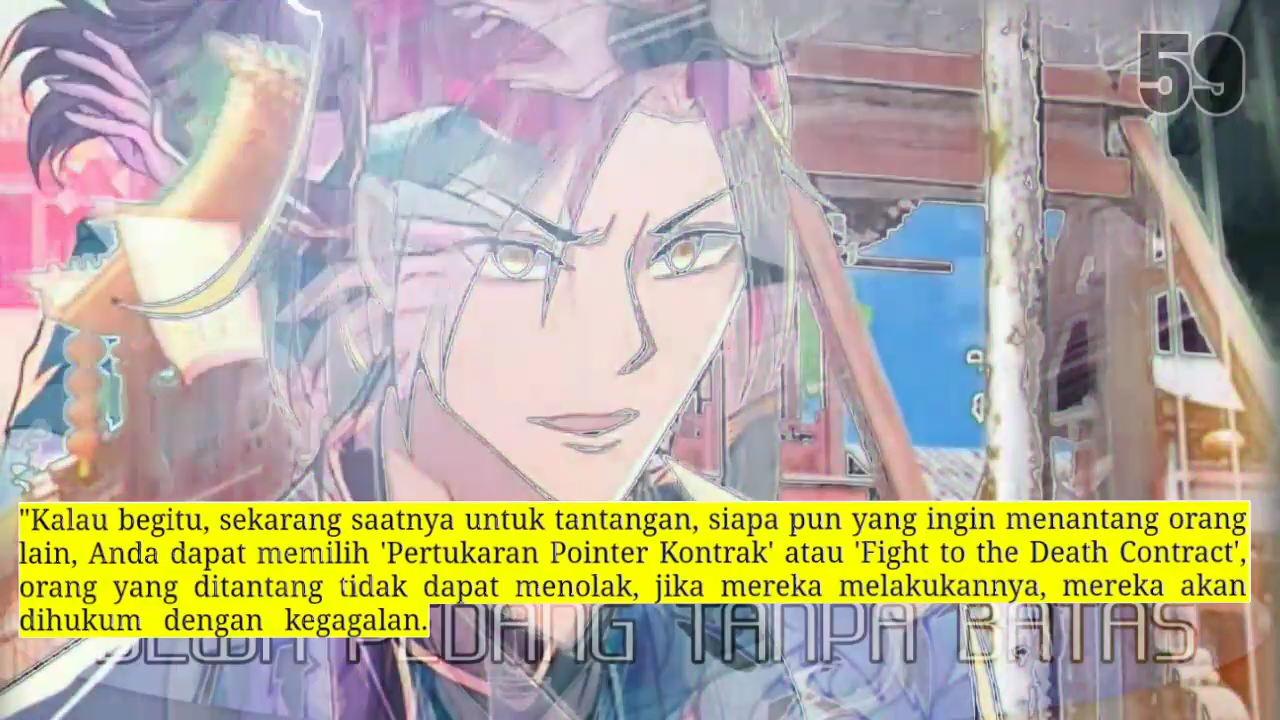 59
"Kalau begitu, sekarang saatnya untuk tantangan, siapa pun yang ingin menantang orang
lain, Anda dapat memilih 'Pertukaran Pointer Kontrak' atau 'Fight to the Death Contract',
orang yang ditantang tidak dapat menolak, jika mereka melakukannya, mereka akan
dihukum dengan kegagalan.
DEWA PEDANG TANPA BATAS